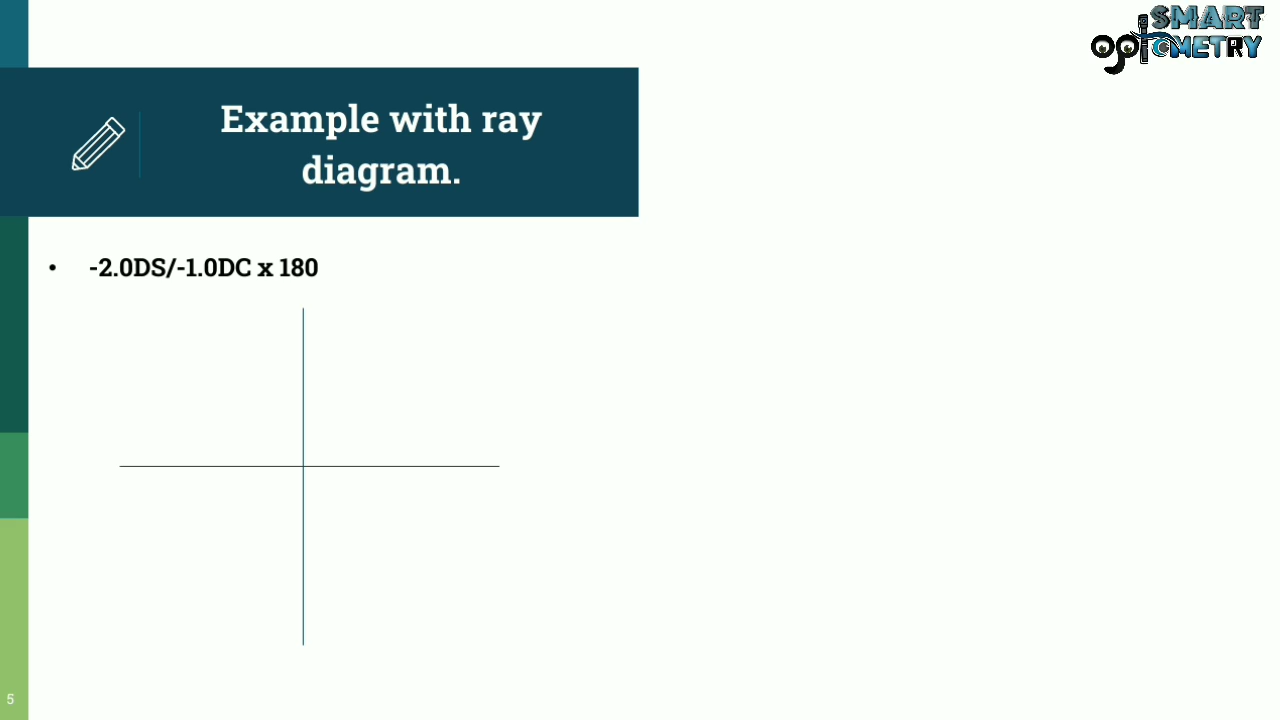 SMART
OPTOMETRY
Example with ray
diagram.
• -2.0DS/-1.0DC x 180
5